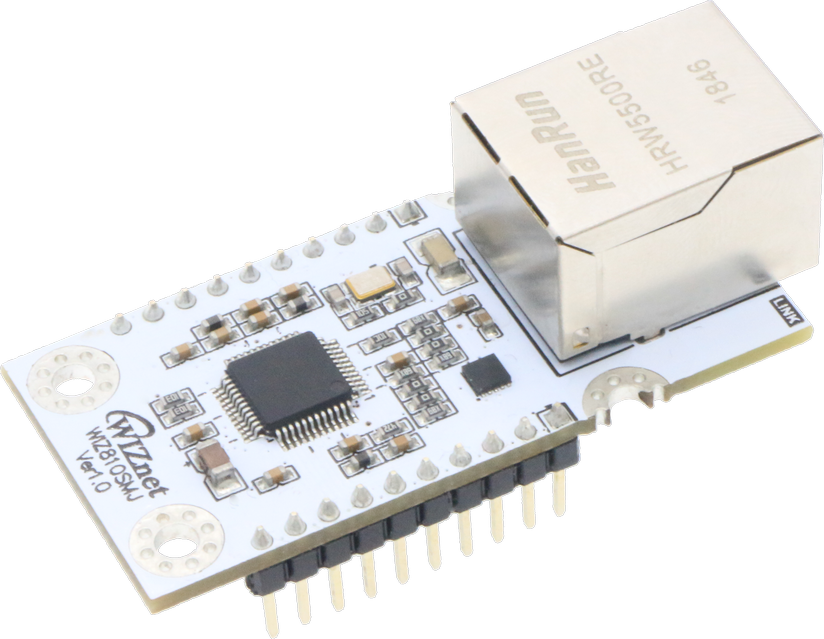 HanRun
HRW5500RE
1846
LINK
WIZnet
WIZ810SMJ
Ver1.0